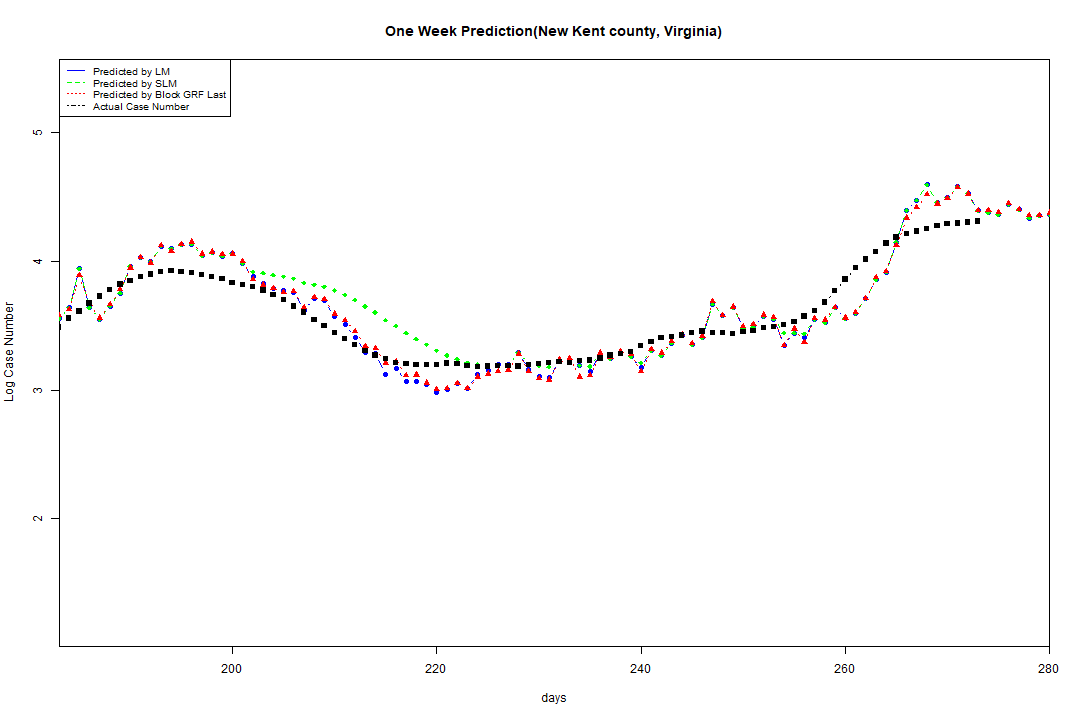 One Week Prediction(New Kent county, Virginia)
Predicted by LM
Predicted by SLM
Predicted by Block GRF Last
Actual Case Number
5
4
3
2
Log Case Number
200 220 240 260 280
days